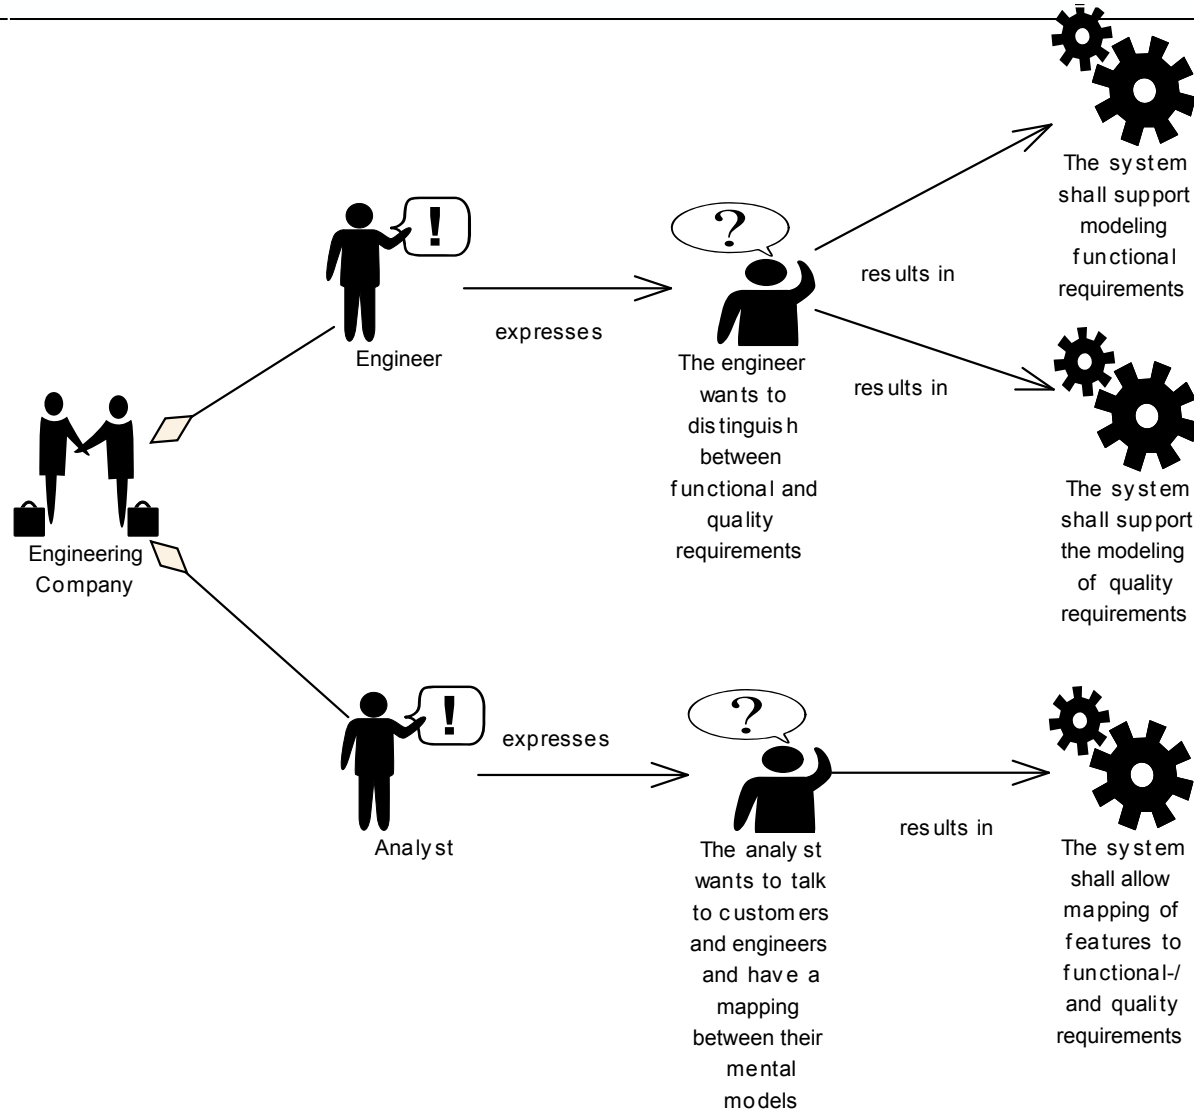 The system
shall support
modeling
functional
requirements
!
?
results in
expresses
Engineer
The engineer
wants to
distinguish
between
functional and
quality
requirements
results in
The system
shall support
the modeling
of quality
requirements
Engineering
Company
!
?
expresses
results in
Analyst
The analyst
wants to talk
to customers
and engineers
and have a
mapping
between their
mental
models
The system
shall allow
mapping of
features to
functional-/
and quality
requirements